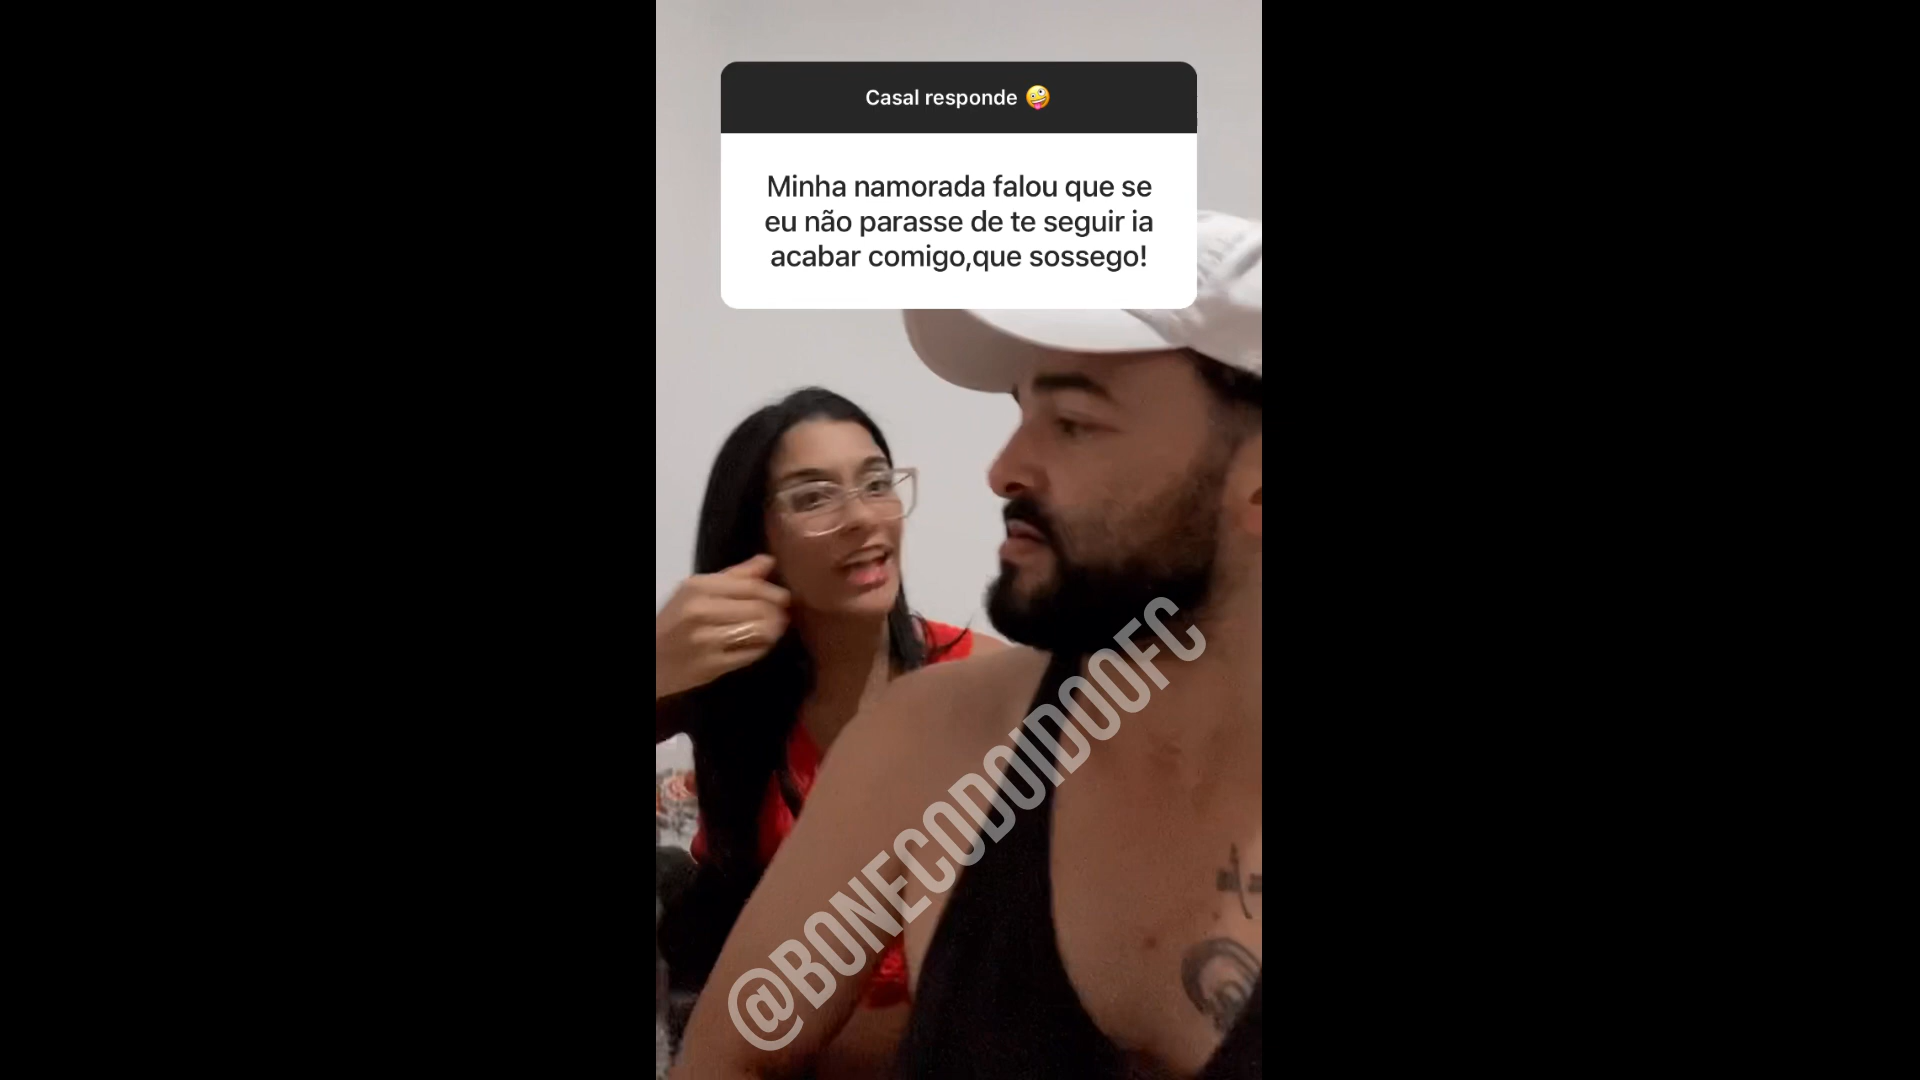 Casal responde 🤪
Minha namorada falou que se
eu não parasse de te seguir ia
acabar comigo,que sossego!
@BONECODOIDOOFC